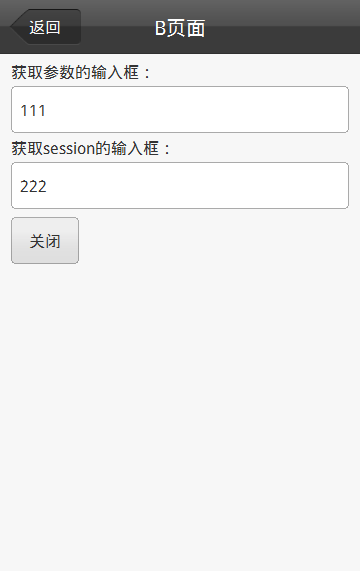 返回
B页面
获取参数的输入框：
111
获取session的输入框：
222
关闭